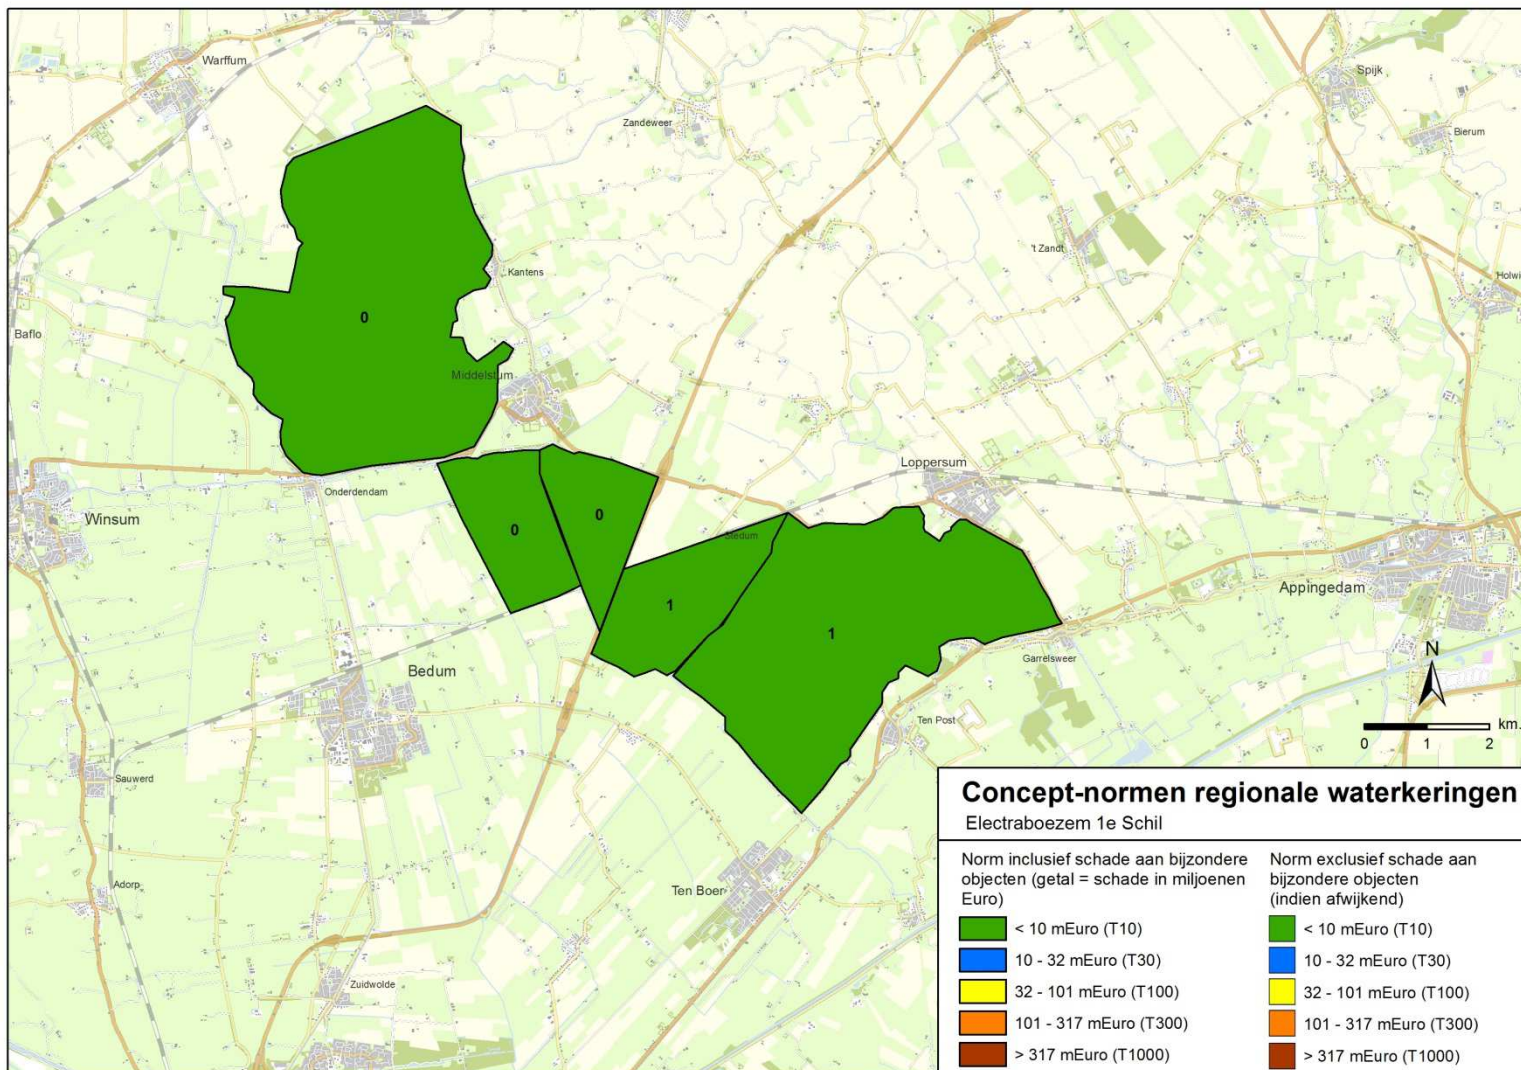 Warffum
Spijk
Zandeweer
Bierum
't Zandt
Kantens
Baflo
0
Middelstum
Loppersum
Onderdendam
Winsum
0
0
Stedum
Appingedam
1
1
Garrelsweer
Bedum
N
Ten Post
km.
0 1 2
Sauwerd
Ten Boer
Adorp
Zuidwolde
Concept-normen regionale waterkeringen
Electraboezem 1e Schil
Norm inclusief schade aan bijzondere
objecten (getal = schade in miljoenen
Euro)
< 10 mEuro (T10)
10 - 32 mEuro (T30)
32 - 101 mEuro (T100)
101 - 317 mEuro (T300)
> 317 mEuro (T1000)
Norm exclusief schade aan
bijzondere objecten
(indien afwijkend)
< 10 mEuro (T10)
10 - 32 mEuro (T30)
32 - 101 mEuro (T100)
101 - 317 mEuro (T300)
> 317 mEuro (T1000)